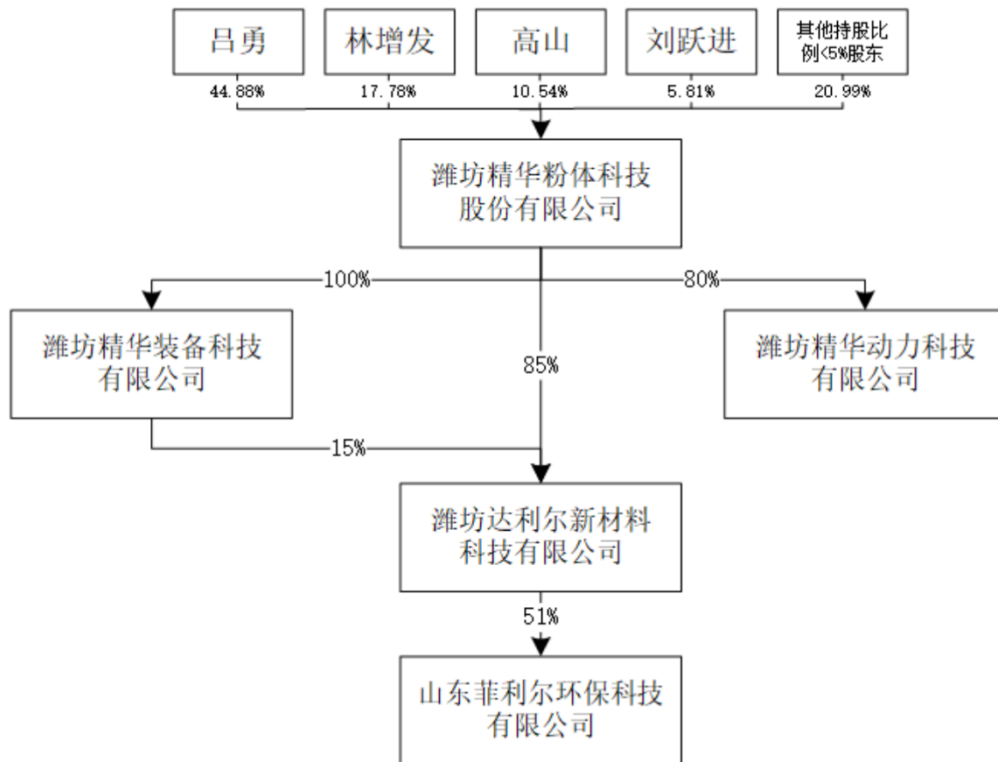 吕勇
林增发
高山
刘跃进
其他持股比
例<5%股东
44.88%
17.78%
10.54%
5.81%
20.99%
潍坊精华粉体科技
股份有限公司
100%
80%
潍坊精华装备科技
有限公司
85%
潍坊精华动力科技
有限公司
15%
潍坊达利尔新材料
科技有限公司
51%
山东菲利尔环保科技
有限公司